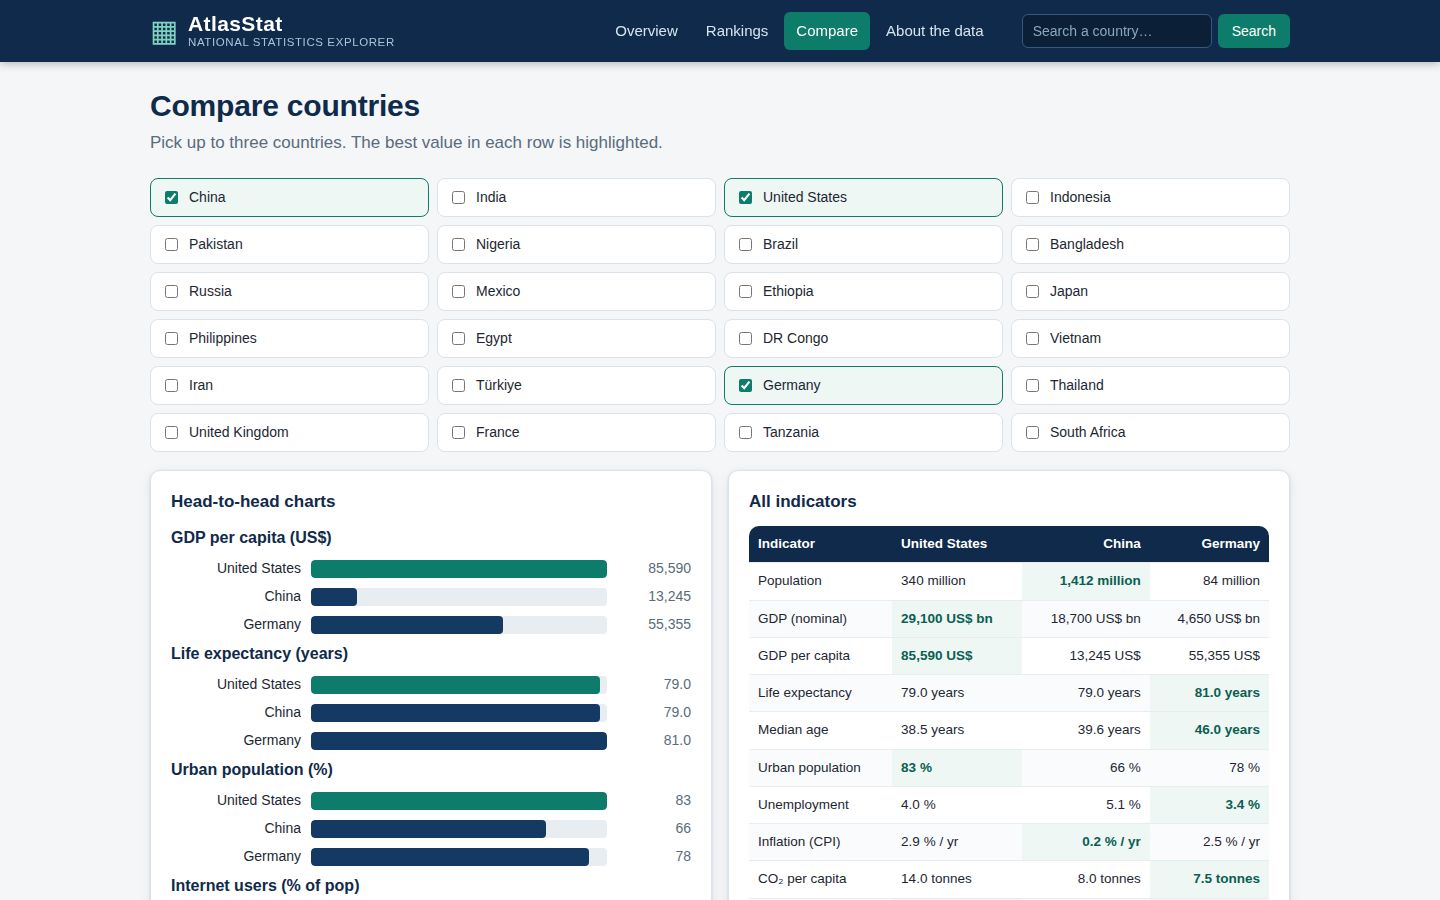 AtlasStat
NATIONAL STATISTICS EXPLORER
Overview Rankings Compare About the data Search a country… Search
Compare countries
Pick up to three countries. The best value in each row is highlighted.
China India United States Indonesia
Pakistan Nigeria Brazil Bangladesh
Russia Mexico Ethiopia Japan
Philippines Egypt DR Congo Vietnam
Iran Türkiye Germany Thailand
United Kingdom France Tanzania South Africa
Head-to-head charts
GDP per capita (US$)
United States 85,590
China 13,245
Germany 55,355
Life expectancy (years)
United States 79.0
China 79.0
Germany 81.0
Urban population (%)
United States 83
China 66
Germany 78
Internet users (% of pop)
All indicators
Indicator United States China Germany
Population 340 million 1,412 million 84 million
GDP (nominal) 29,100 US$ bn 18,700 US$ bn 4,650 US$ bn
GDP per capita 85,590 US$ 13,245 US$ 55,355 US$
Life expectancy 79.0 years 79.0 years 81.0 years
Median age 38.5 years 39.6 years 46.0 years
Urban population 83 % 66 % 78 %
Unemployment 4.0 % 5.1 % 3.4 %
Inflation (CPI) 2.9 % / yr 0.2 % / yr 2.5 % / yr
CO₂ per capita 14.0 tonnes 8.0 tonnes 7.5 tonnes